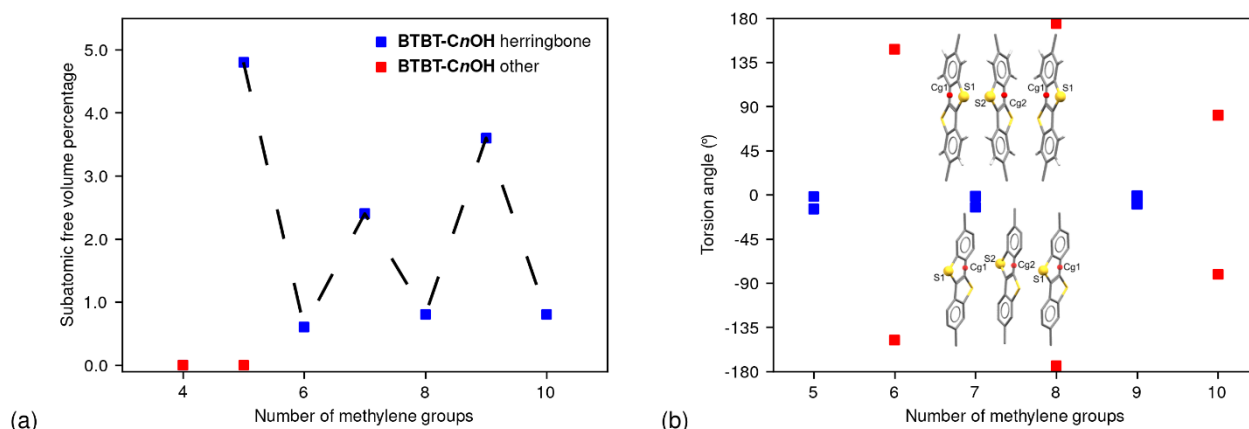 BTBT-CnOH herringbone
BTBT-CnOH other
Subatomic free volume percentage
5.0
4.0
3.0
2.0
1.0
0.0
4
6
8
10
Number of methylene groups
(a)
Torsion angle (º)
180
135
90
45
0
-45
-90
-135
-180
Cg1
S1
S2
Cg2
Cg1
S1
S1
Cg1
S2
Cg2
S1
Cg1
5
6
7
8
9
10
Number of methylene groups
(b)